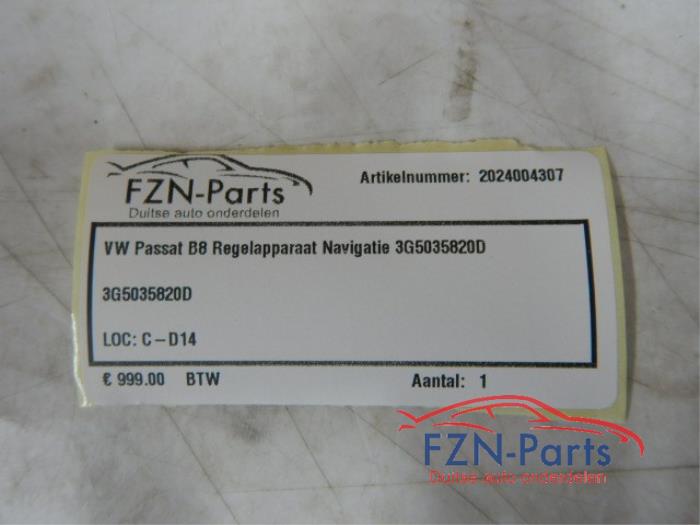 FZN-Parts
Duitse auto onderdelen
Artikelnummer: 2024004307
VW Passat B8 Regelapparaat Navigatie 3G5035820D
3G5035820D
LOC: C-D14
€ 999.00 BTW Aantal: 1
FZN-Parts
Duitse auto onderdelen